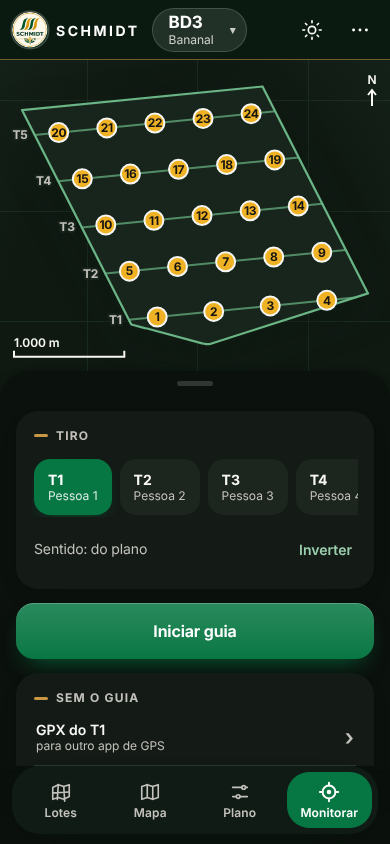 SCHMIDT
SCHMIDT
BD3
Bananal
N
T5
20
21
22
23
24
T4
15
16
17
18
19
T3
10
11
12
13
14
T2
5
6
7
8
9
T1
1
2
3
4
1.000 m
TIRO
T1
T2
T3
T4
Pessoa 1
Pessoa 2
Pessoa 3
Pessoa
Sentido: do plano
Inverter
Iniciar guia
SEM O GUIA
GPX do T1
para outro app de GPS
Lotes
Mapa
Plano
Monitorar